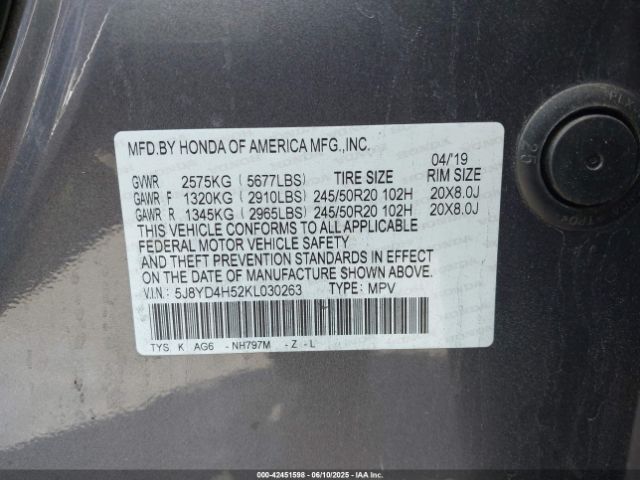 MFD.BY HONDA OF AMERICA MFG.,INC.
04/'19
GVWR 2575KG ( 5677LBS) TIRE SIZE RIM SIZE
GAWR F 1320KG ( 2910LBS) 245/50R20 102H 20X8.0J
GAWR R 1345KG ( 2965LBS) 245/50R20 102H 20X8.0J
THIS VEHICLE CONFORMS TO ALL APPLICABLE
FEDERAL MOTOR VEHICLE SAFETY
AND THEFT PREVENTION STANDARDS IN EFFECT
ON THE DATE OF MANUFACTURE SHOWN ABOVE.
V.I.N.: 5J8YD4H52KL030263 TYPE: MPV
TYS K AG6 - NH797M - Z - L
00-42451598 - 06/10/2025 - COPYRIGHT IAA, LLC